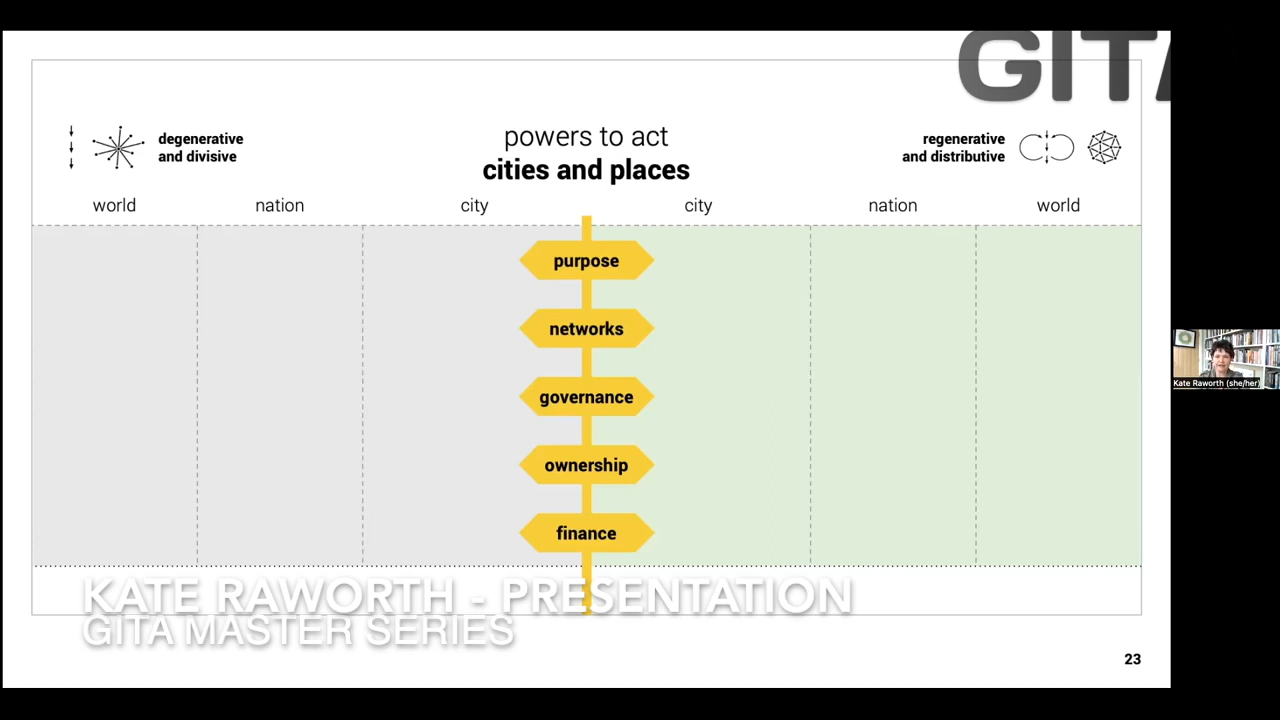 GITA
degenerative
and divisive
powers to act
cities and places
regenerative
and distributive
world
nation
city
city
nation
world
purpose
networks
governance
ownership
finance
KATE RAWORTH - PRESENTATION
GITA MASTER SERIES
23
Kate Raworth (she/her)